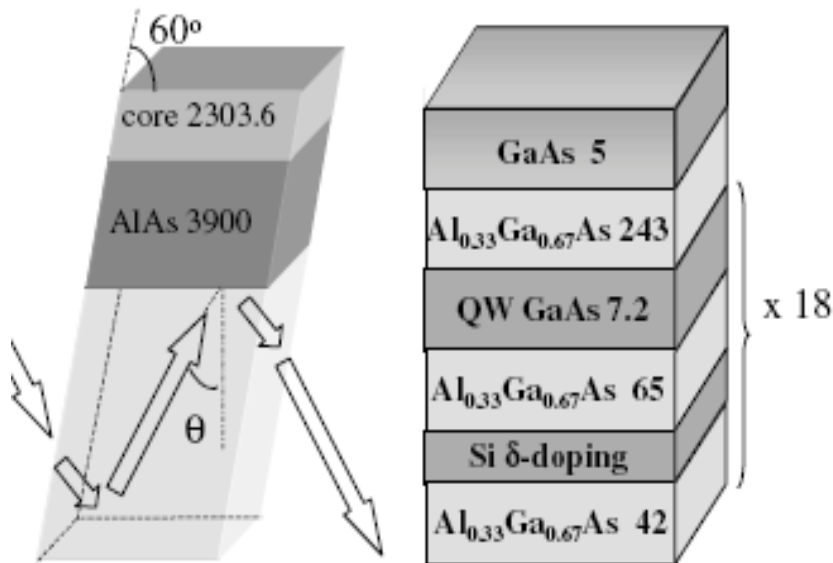 60°
core 2303.6
AlAs 3900
θ
GaAs 5
Al₀.₃₃Ga₀.₆₇As 243
QW GaAs 7.2
Al₀.₃₃Ga₀.₆₇As 65
Si δ-doping
Al₀.₃₃Ga₀.₆₇As 42
x 18